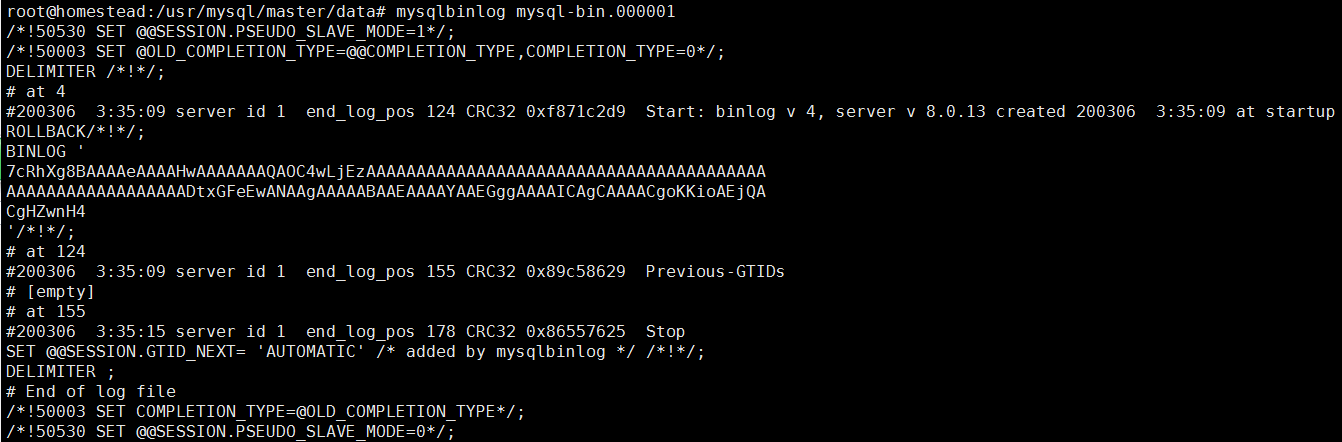 root@homestead:/usr/mysql/master/data# mysqlbinlog mysql-bin.000001
/*!50530 SET @@SESSION.PSEUDO_SLAVE_MODE=1*/;
/*!50003 SET @OLD_COMPLETION_TYPE=@@COMPLETION_TYPE,COMPLETION_TYPE=0*/;
DELIMITER /*!*/;
# at 4
#200306  3:35:09 server id 1  end_log_pos 124 CRC32 0xf871c2d9  Start: binlog v 4, server v 8.0.13 created 200306  3:35:09 at startup
ROLLBACK/*!*/;
BINLOG '
7cRhXg8BAAAAeAAAAHwAAAAAAAQAOC4wLjEzAAAAAAAAAAAAAAAAAAAAAAAAAAAAAAAAAAAAAAAA
AAAAAAAAAAAAAAAAAADtxGFeEwANAAgAAAAABAAEAAAAYAAEGggAAAAICAgCAAAACgoKKioAEjQA
CgHZwnH4
'/*!*/;
# at 124
#200306  3:35:09 server id 1  end_log_pos 155 CRC32 0x89c58629  Previous-GTIDs
# [empty]
# at 155
#200306  3:35:15 server id 1  end_log_pos 178 CRC32 0x86557625  Stop
SET @@SESSION.GTID_NEXT= 'AUTOMATIC' /* added by mysqlbinlog */ /*!*/;
DELIMITER ;
# End of log file
/*!50003 SET COMPLETION_TYPE=@OLD_COMPLETION_TYPE*/;
/*!50530 SET @@SESSION.PSEUDO_SLAVE_MODE=0*/;